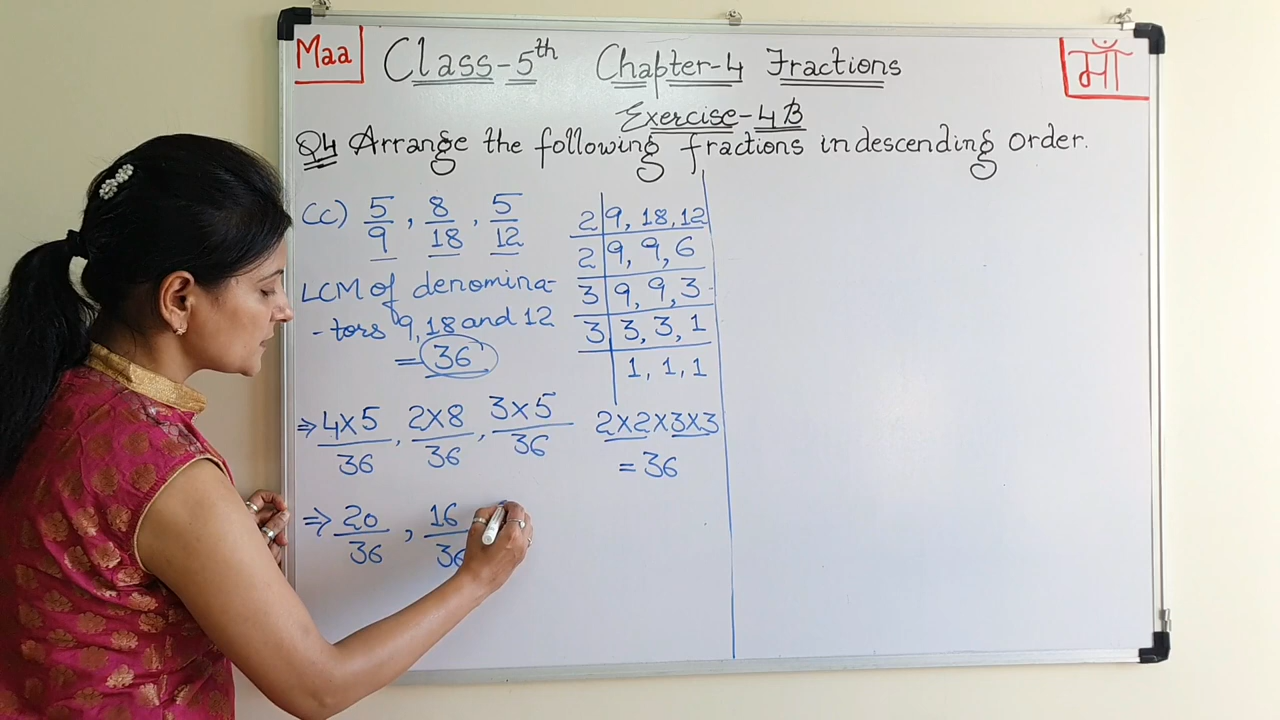 Maa Class-5th Chapter-4 Fractions माँ
Exercise-4B
Q4 Arrange the following fractions in descending order.
(c) 5/9, 8/18, 5/12
LCM of denomina-
-tors 9,18 and 12
= 36
⇒ 4×5/36, 2×8/36, 3×5/36
⇒ 20/36, 16/36
2 | 9, 18, 12
2 | 9, 9, 6
3 | 9, 9, 3
3 | 3, 3, 1
1, 1, 1
2×2×3×3
= 36